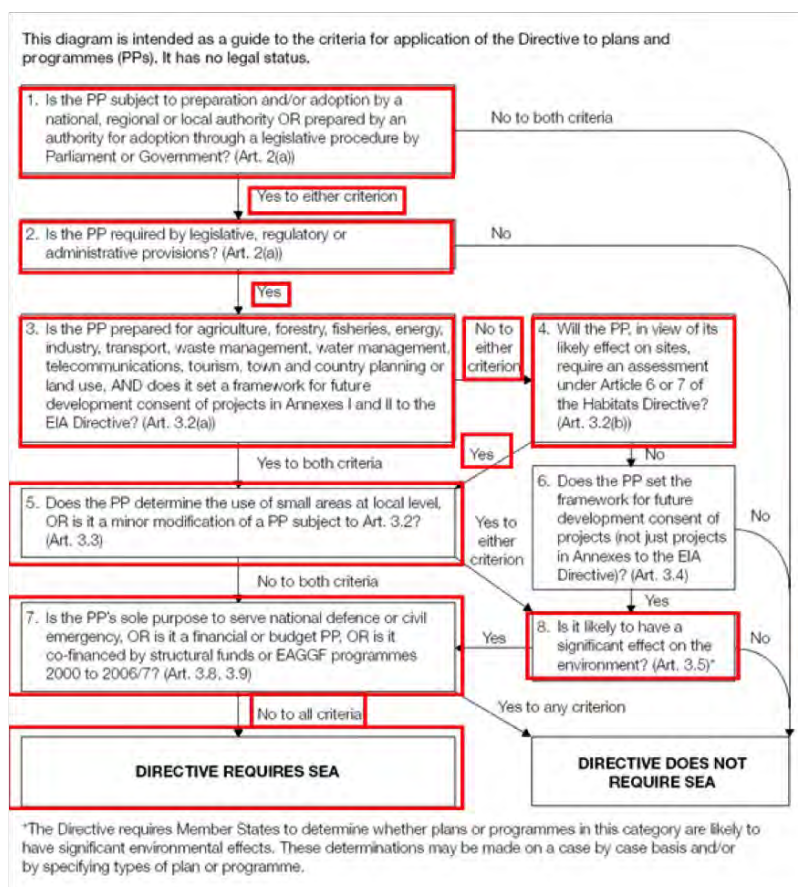 This diagram is intended as a guide to the criteria for application of the Directive to plans and
programmes (PPs). It has no legal status.
1. Is the PP subject to preparation and/or adoption by a
national, regional or local authority OR prepared by an
authority for adoption through a legislative procedure by
Parliament or Government? (Art. 2(a))
No to both criteria
Yes to either criterion
2. Is the PP required by legislative, regulatory or
administrative provisions? (Art. 2(a))
No
Yes
3. Is the PP prepared for agriculture, forestry, fisheries, energy,
industry, transport, waste management, water management,
telecommunications, tourism, town and country planning or
land use, AND does it set a framework for future
development consent of projects in Annexes I and II to the
EIA Directive? (Art. 3.2(a))
No to
either
criterion
4. Will the PP, in view of its
likely effect on sites,
require an assessment
under Article 6 or 7 of
the Habitats Directive?
(Art. 3.2(b))
Yes to both criteria
Yes
No
5. Does the PP determine the use of small areas at local level,
OR is it a minor modification of a PP subject to Art. 3.2?
(Art. 3.3)
Yes to
either
criterion
6. Does the PP set the
framework for future
development consent of
projects (not just projects
in Annexes to the EIA
Directive)? (Art. 3.4)
No
No to both criteria
Yes
7. Is the PP's sole purpose to serve national defence or civil
emergency, OR is it a financial or budget PP, OR is it
co-financed by structural funds or EAGGF programmes
2000 to 2006/7? (Art. 3.8, 3.9)
Yes
8. Is it likely to have a
significant effect on the
environment? (Art. 3.5)*
No
No to all criteria
Yes to any criterion
DIRECTIVE REQUIRES SEA
DIRECTIVE DOES NOT
REQUIRE SEA
*The Directive requires Member States to determine whether plans or programmes in this category are likely to
have significant environmental effects. These determinations may be made on a case by case basis and/or
by specifying types of plan or programme.